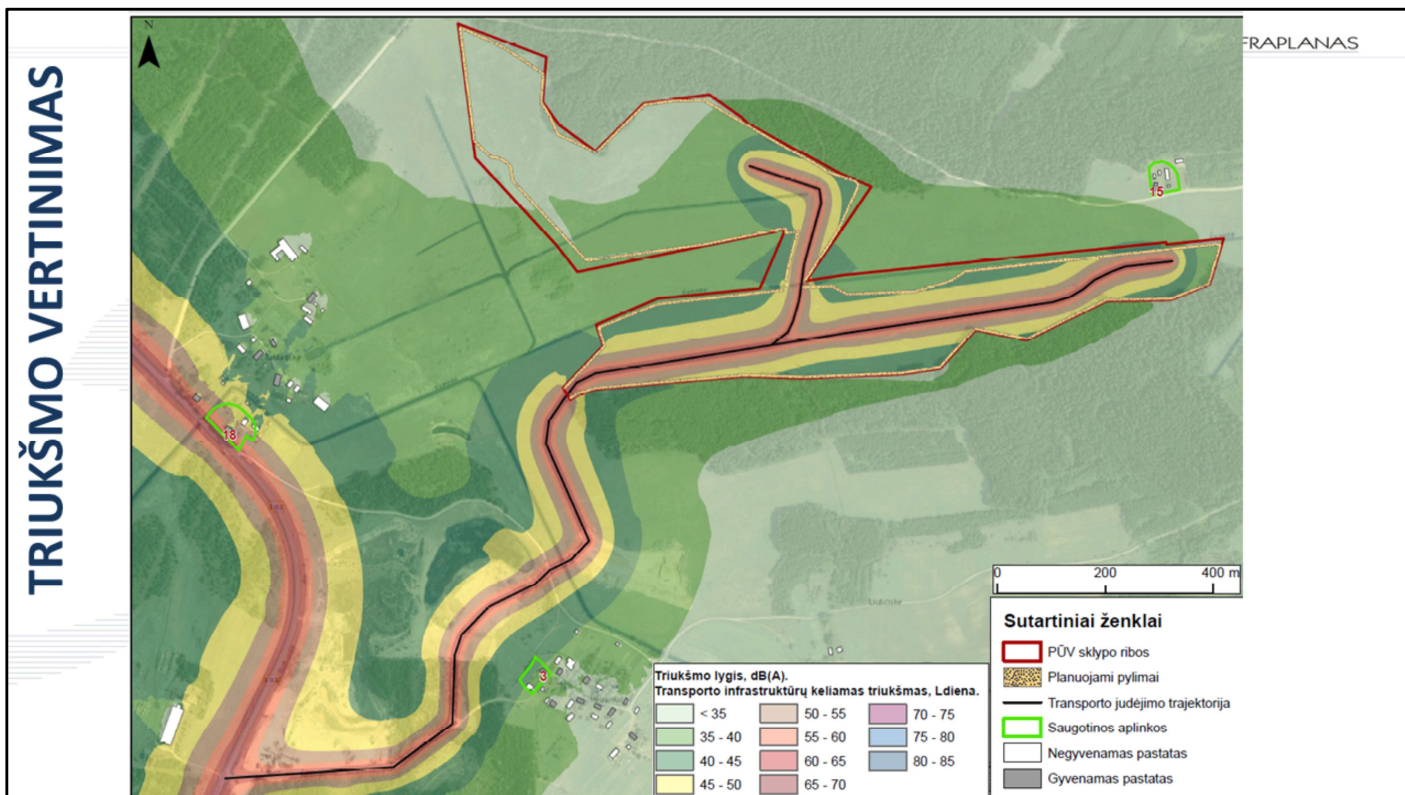 TRIUKŠMO VERTINIMAS
FRAPLANAS
N
15
18
3
0 200 400 m
Triukšmo lygis, dB(A).
Transporto infrastruktūrų keliamas triukšmas, Ldiena.
< 35
35 - 40
40 - 45
45 - 50
50 - 55
55 - 60
60 - 65
65 - 70
70 - 75
75 - 80
80 - 85
Sutartiniai ženklai
PŪV sklypo ribos
Planuojami pylimai
Transporto judėjimo trajektorija
Saugotinos aplinkos
Negyvenamas pastatas
Gyvenamas pastatas